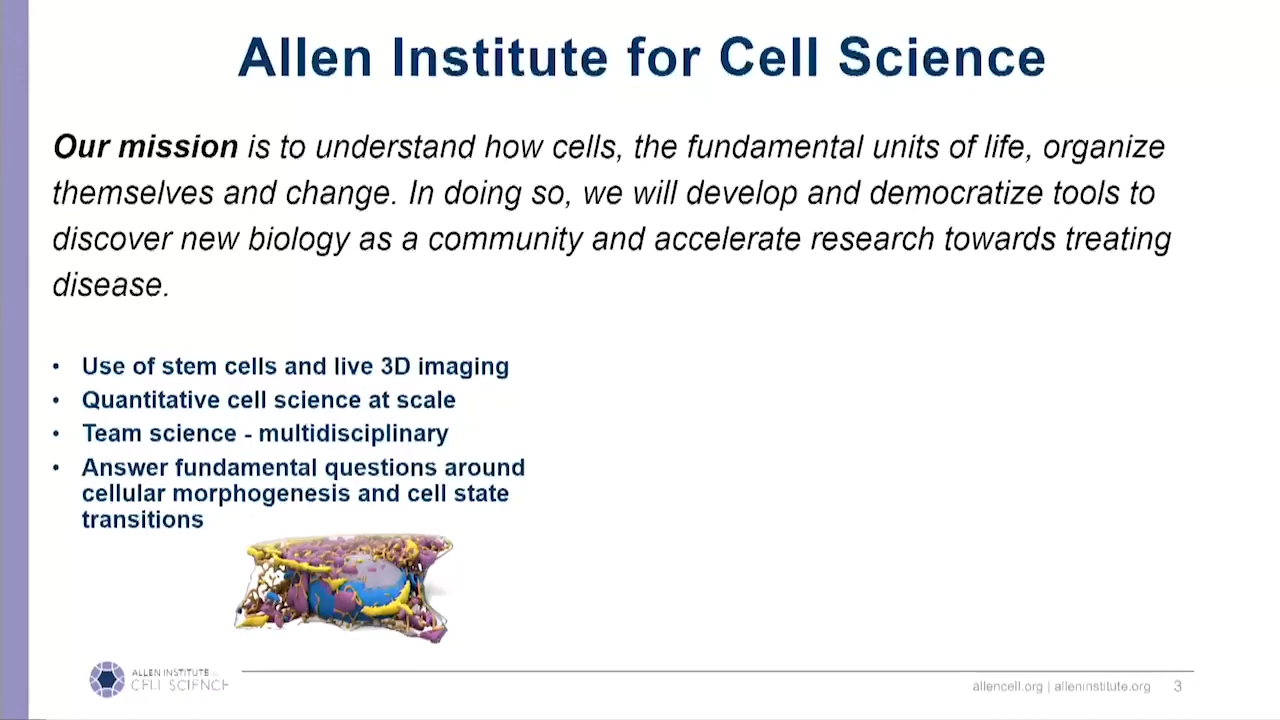 Allen Institute for Cell Science
Our mission is to understand how cells, the fundamental units of life, organize
themselves and change. In doing so, we will develop and democratize tools to
discover new biology as a community and accelerate research towards treating
disease.
• Use of stem cells and live 3D imaging
• Quantitative cell science at scale
• Team science - multidisciplinary
• Answer fundamental questions around
cellular morphogenesis and cell state
transitions
ALLEN INSTITUTE
CELL SCIENCE
allencell.org | alleninstitute.org 3